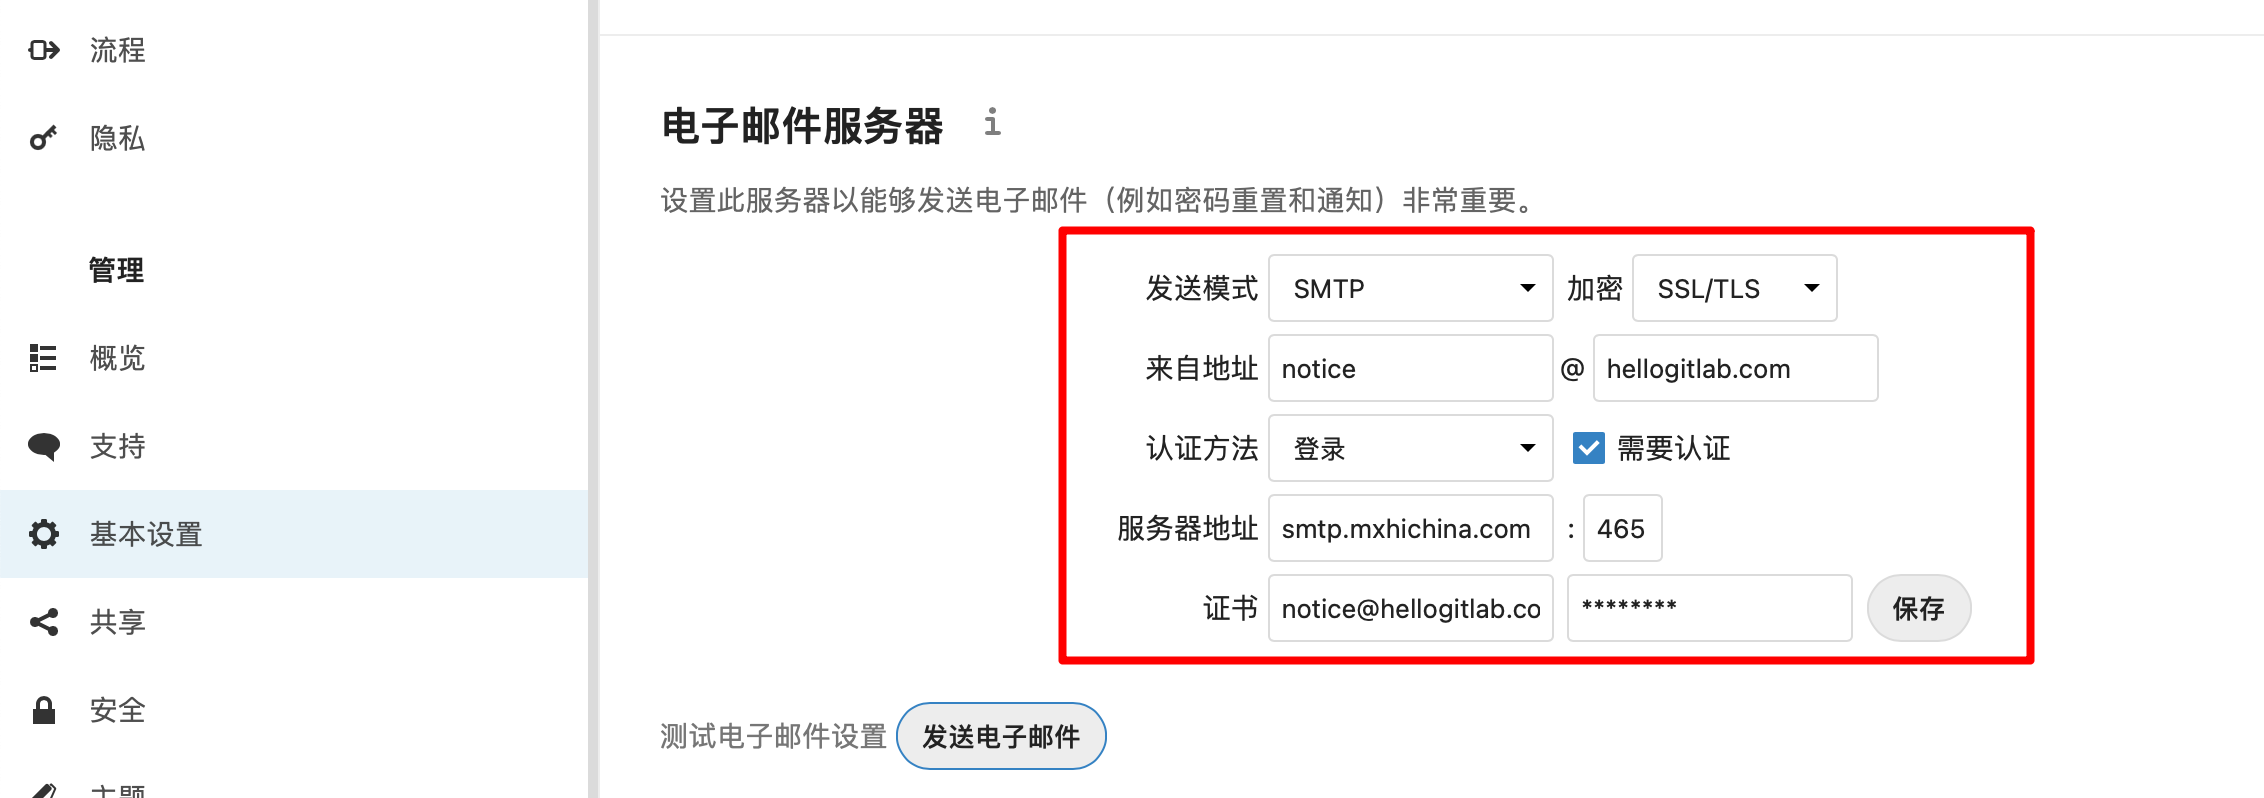 流程
隐私
管理
概览
支持
基本设置
共享
安全
主题
电子邮件服务器
设置此服务器以能够发送电子邮件（例如密码重置和通知）非常重要。
发送模式 SMTP 加密 SSL/TLS
来自地址 notice @ hellogitlab.com
认证方法 登录 需要认证
服务器地址 smtp.mxhichina.com : 465
证书 notice@hellogitlab.co ******** 保存
测试电子邮件设置 发送电子邮件